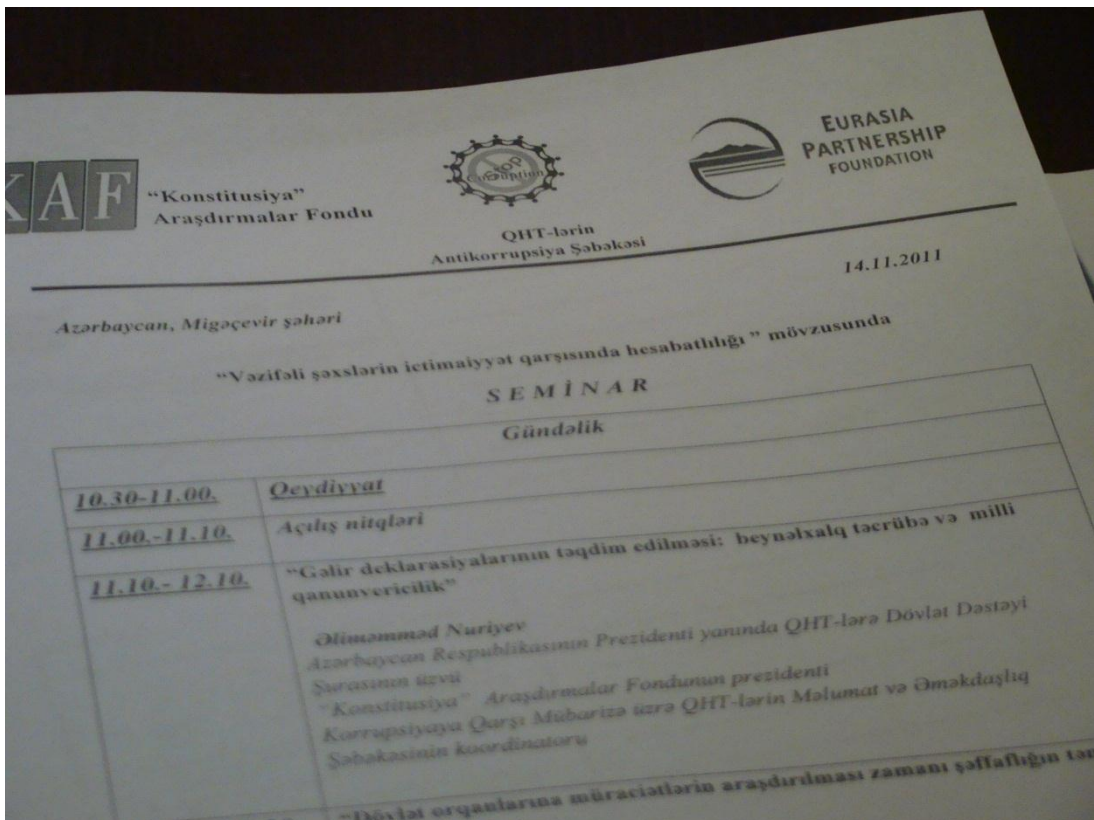 KAF
"Konstitusiya"
Araşdırmalar Fondu
STOP
Corruption
QHT-lərin
Antikorrupsiya Şəbəkəsi
EURASIA
PARTNERSHIP
FOUNDATION
14.11.2011
Azərbaycan, Migəçevir şəhəri
"Vəzifəli şəxslərin ictimaiyyət qarşısında hesabatlılığı " mövzusunda
SEMİNAR
Gündəlik
10.30-11.00. Qeydiyyat
11.00.-11.10. Açılış nitqləri
11.10.- 12.10. "Gəlir deklarasiyalarının təqdim edilməsi: beynəlxalq təcrübə və milli
qanunvericilik"
Əliməmməd Nuriyev
Azərbaycan Respublikasının Prezidenti yanında QHT-lərə Dövlət Dəstəyi
Şurasının üzvü
"Konstitusiya" Araşdırmalar Fondunun prezidenti
Korrupsiyaya Qarşı Mübarizə üzrə QHT-lərin Məlumat və Əməkdaşlıq
Şəbəkəsinin koordinatoru
"Dövlət orqanlarına müraciətlərin araşdırılması zamanı şəffaflığın